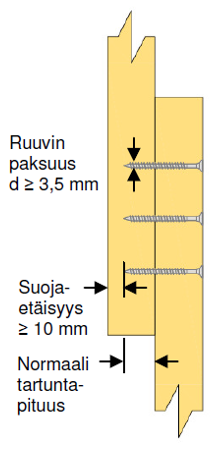 Ruuvin
paksuus
d ≥ 3,5 mm
Suoja-
etäisyys
≥ 10 mm
Normaali
tartunta-
pituus